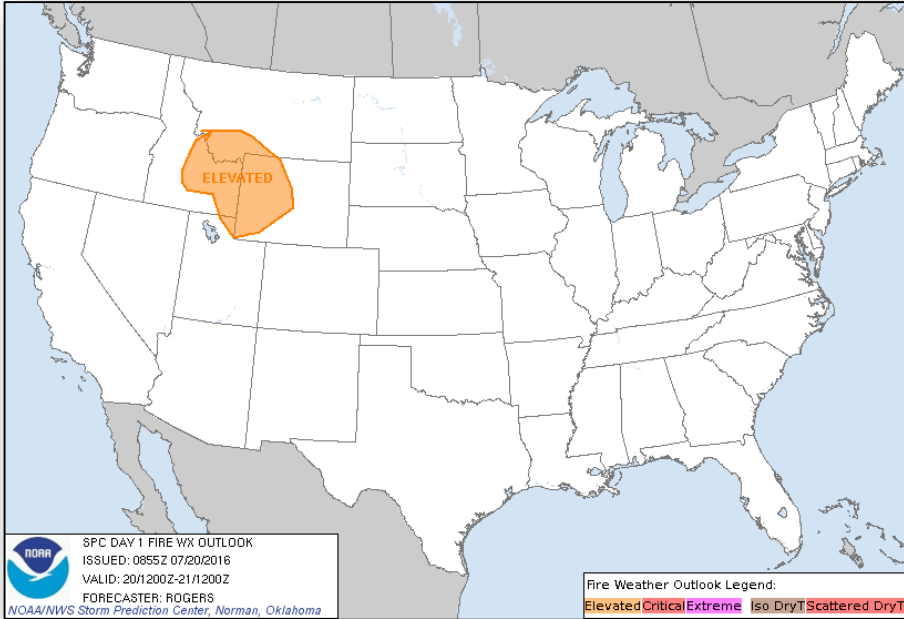 ELEVATED
SPC DAY 1 FIRE WX OUTLOOK
ISSUED: 0855Z 07/20/2016
VALID: 20/1200Z-21/1200Z
FORECASTER: ROGERS
NOAA/NWS Storm Prediction Center, Norman, Oklahoma
NOAA
Fire Weather Outlook Legend:
Elevated Critical Extreme Iso DryT Scattered DryT